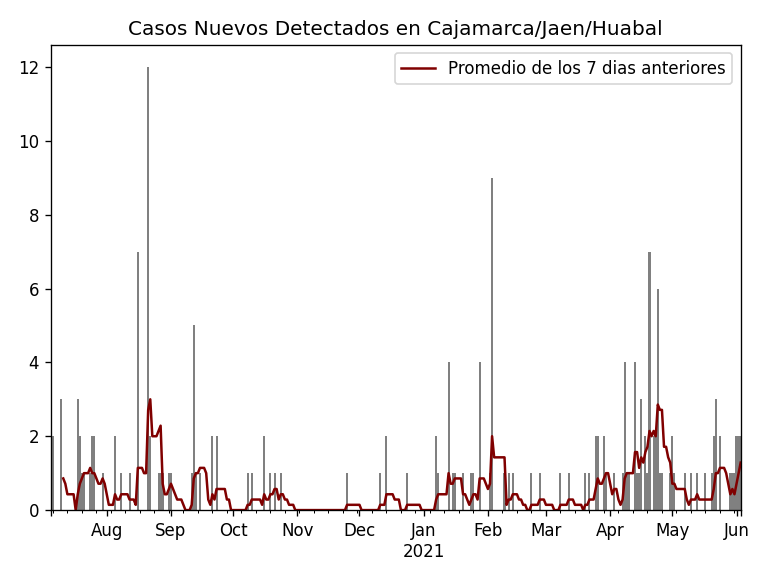 Casos Nuevos Detectados en Cajamarca/Jaen/Huabal
Promedio de los 7 dias anteriores
12
10
8
6
4
2
0
Aug Sep Oct Nov Dec Jan Feb Mar Apr May Jun
2021